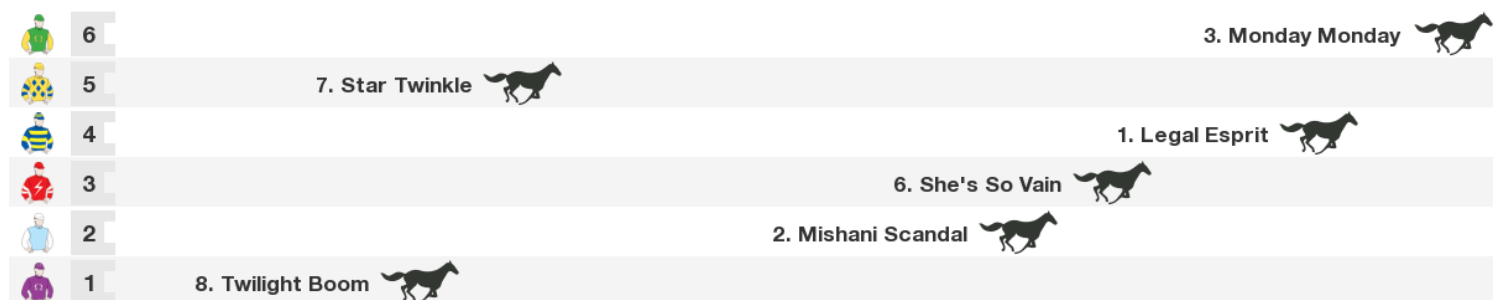 6 3. Monday Monday
5 7. Star Twinkle
4 1. Legal Esprit
3 6. She's So Vain
2 2. Mishani Scandal
1 8. Twilight Boom